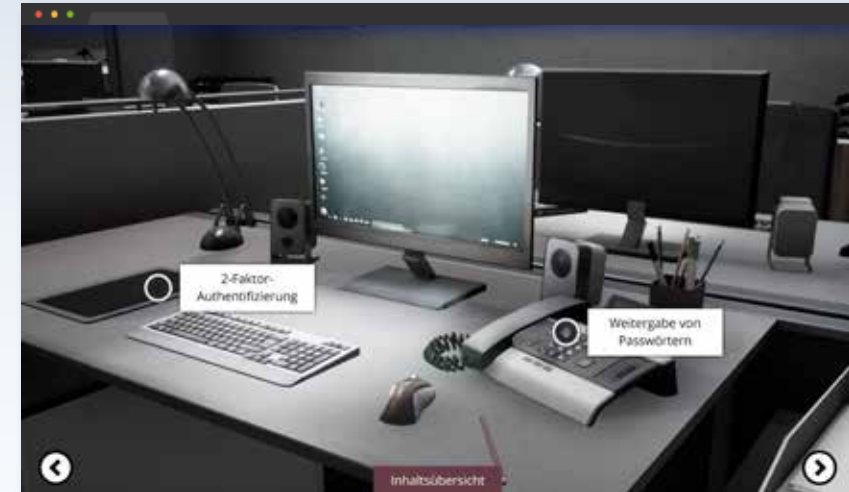 2-Faktor-
Authentifizierung
Weitergabe von
Passwörtern
Inhaltsübersicht